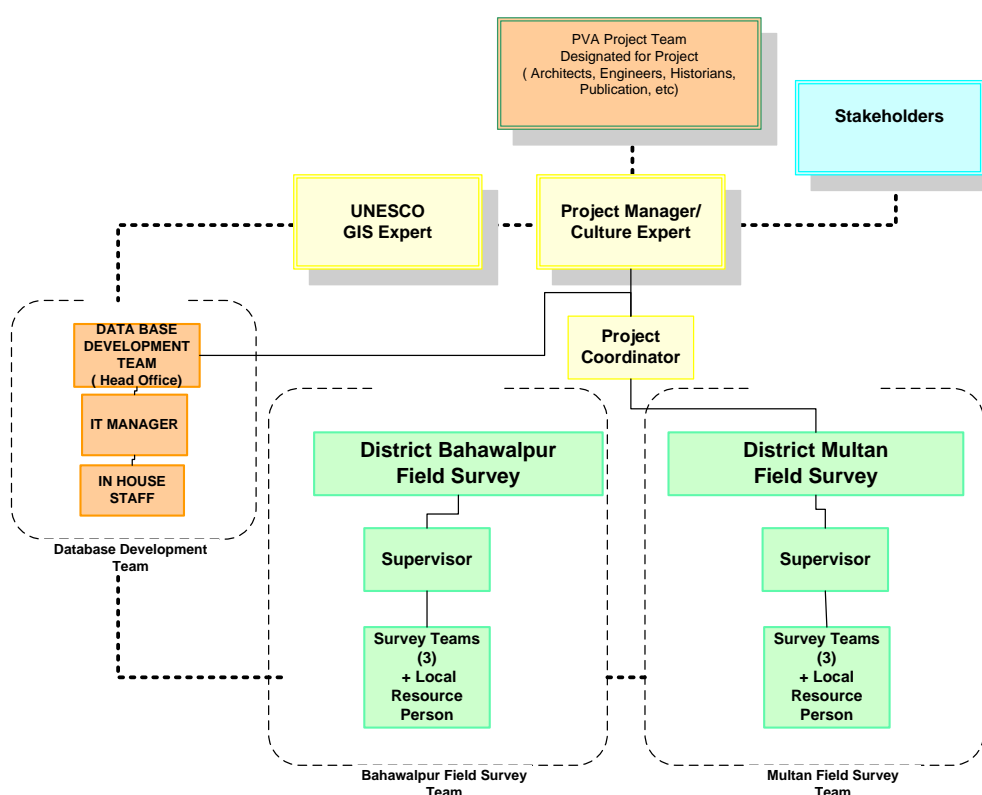 PVA Project Team
Designated for Project
( Architects, Engineers, Historians,
Publication, etc)
Stakeholders
UNESCO
GIS Expert
Project Manager/
Culture Expert
DATA BASE
DEVELOPMENT
TEAM
( Head Office)
Project
Coordinator
IT MANAGER
IN HOUSE
STAFF
Database Development
Team
District Bahawalpur
Field Survey
Supervisor
Survey Teams
(3)
+ Local
Resource
Person
Bahawalpur Field Survey
Team
District Multan
Field Survey
Supervisor
Survey Teams
(3)
+ Local
Resource
Person
Multan Field Survey
Team